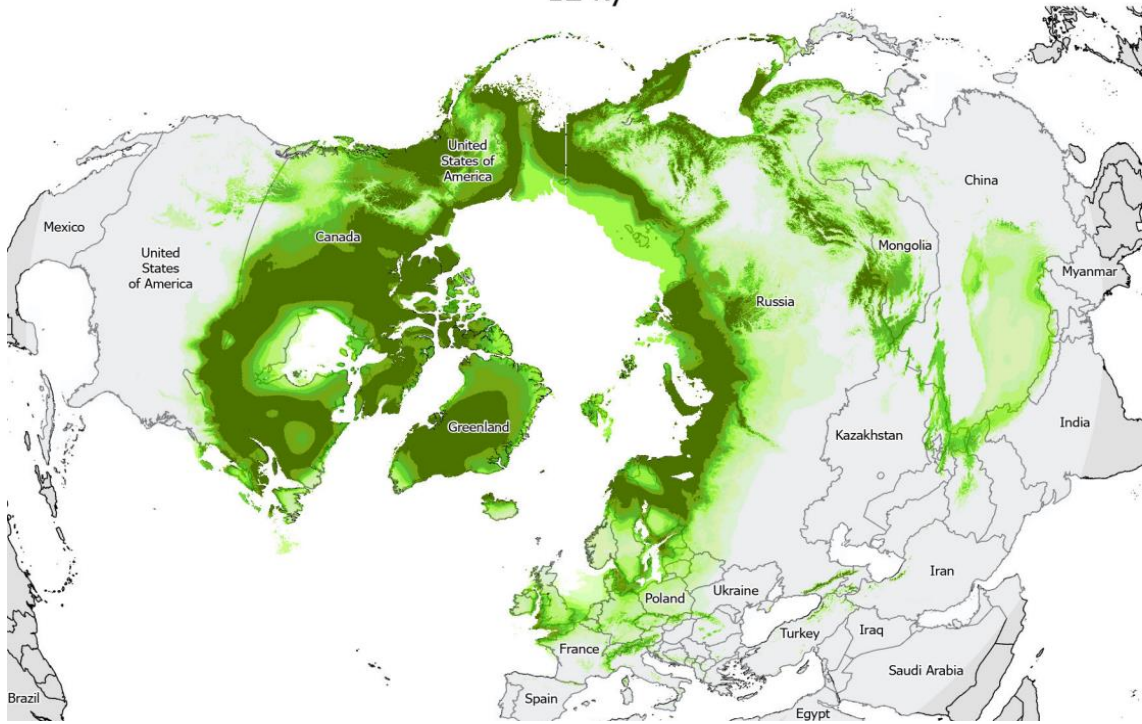 United
States of
America
China
Mexico
Canada
Mongolia
United
States
of America
Myanmar
Russia
Greenland
India
Kazakhstan
Iran
Ukraine
Poland
Turkey
Iraq
France
Saudi Arabia
Brazil
Spain
Egypt